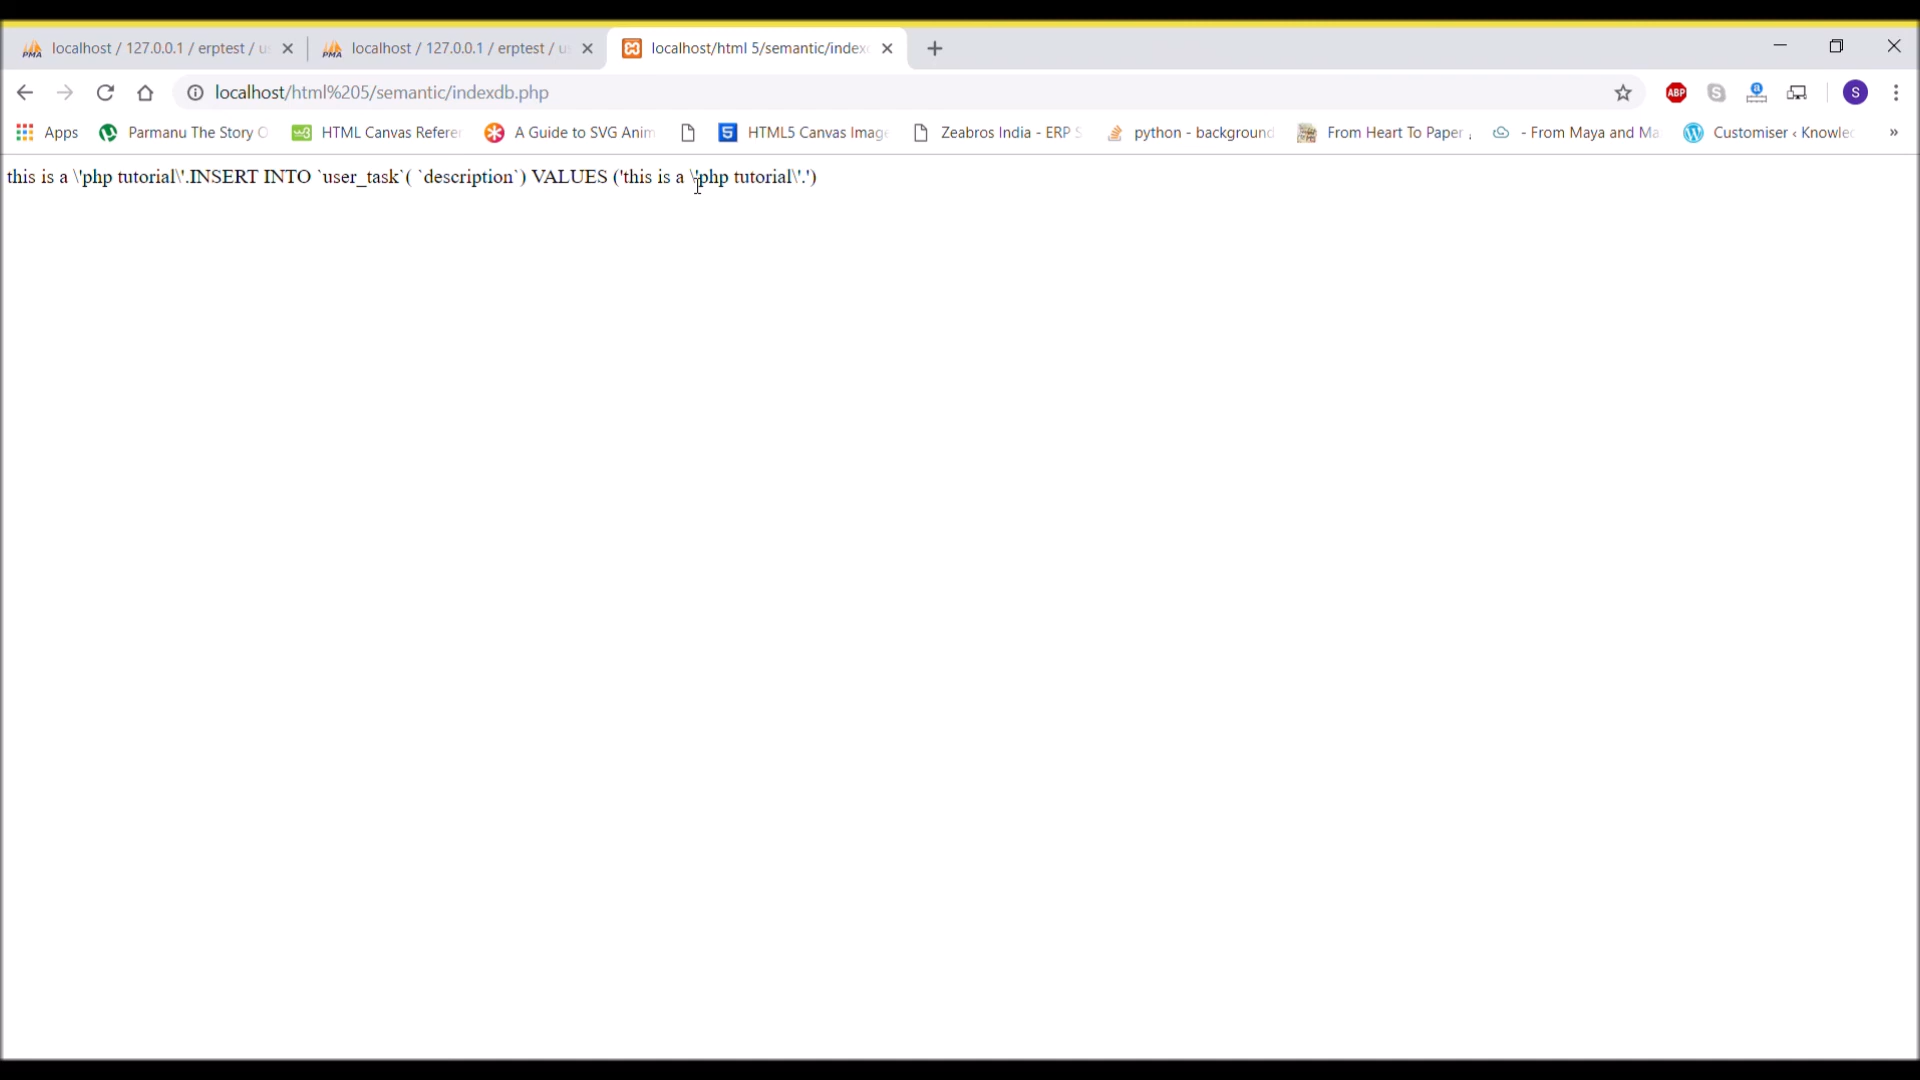 localhost / 127.0.0.1 / erptest / u
localhost / 127.0.0.1 / erptest / u
localhost/html 5/semantic/index
localhost/html%205/semantic/indexdb.php
ABP
S
Apps
Parmanu The Story O
HTML Canvas Refere
A Guide to SVG Anim
HTML5 Canvas Imag
Zeabros India - ERP S
python - background
From Heart To Paper
- From Maya and Ma
Customiser ‹ Knowle
»
this is a \'php tutorial\'.INSERT INTO `user_task`( `description`) VALUES ('this is a \'php tutorial\'.')